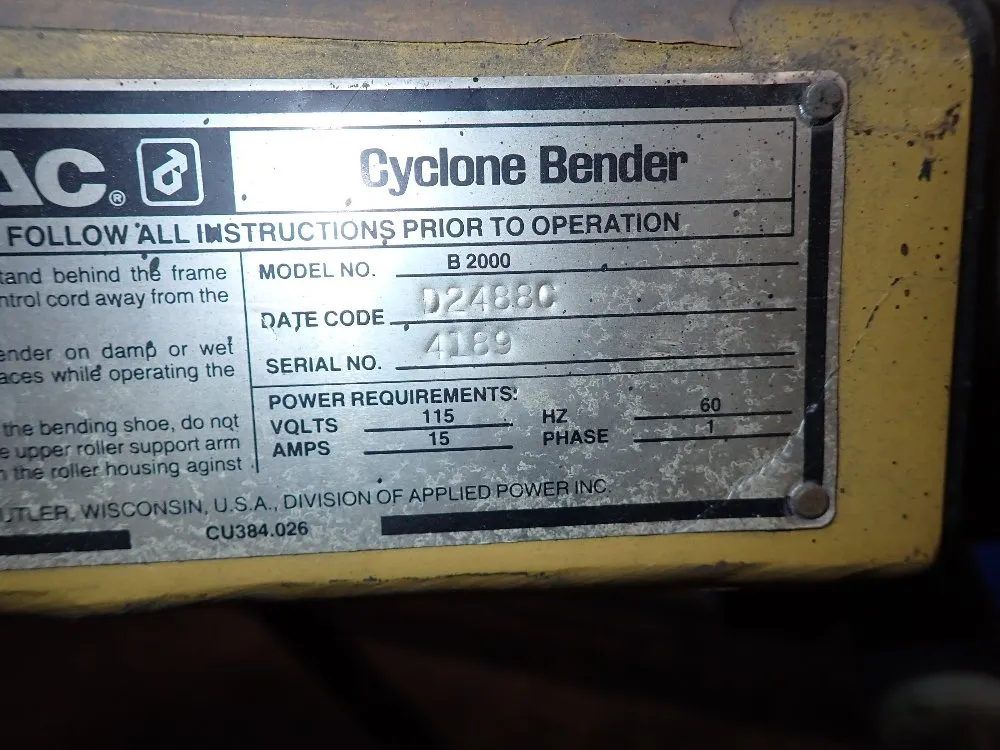 AC®
Cyclone Bender
FOLLOW ALL INSTRUCTIONS PRIOR TO OPERATION
tand behind the frame
ntrol cord away from the
ender on damp or wet
aces while operating the
the bending shoe, do not
e upper roller support arm
n the roller housing aginst
MODEL NO. B 2000
DATE CODE D2488C
SERIAL NO. 4189
POWER REQUIREMENTS:
VOLTS 115 HZ 60
AMPS 15 PHASE 1
UTLER, WISCONSIN, U.S.A., DIVISION OF APPLIED POWER INC.
CU384.026